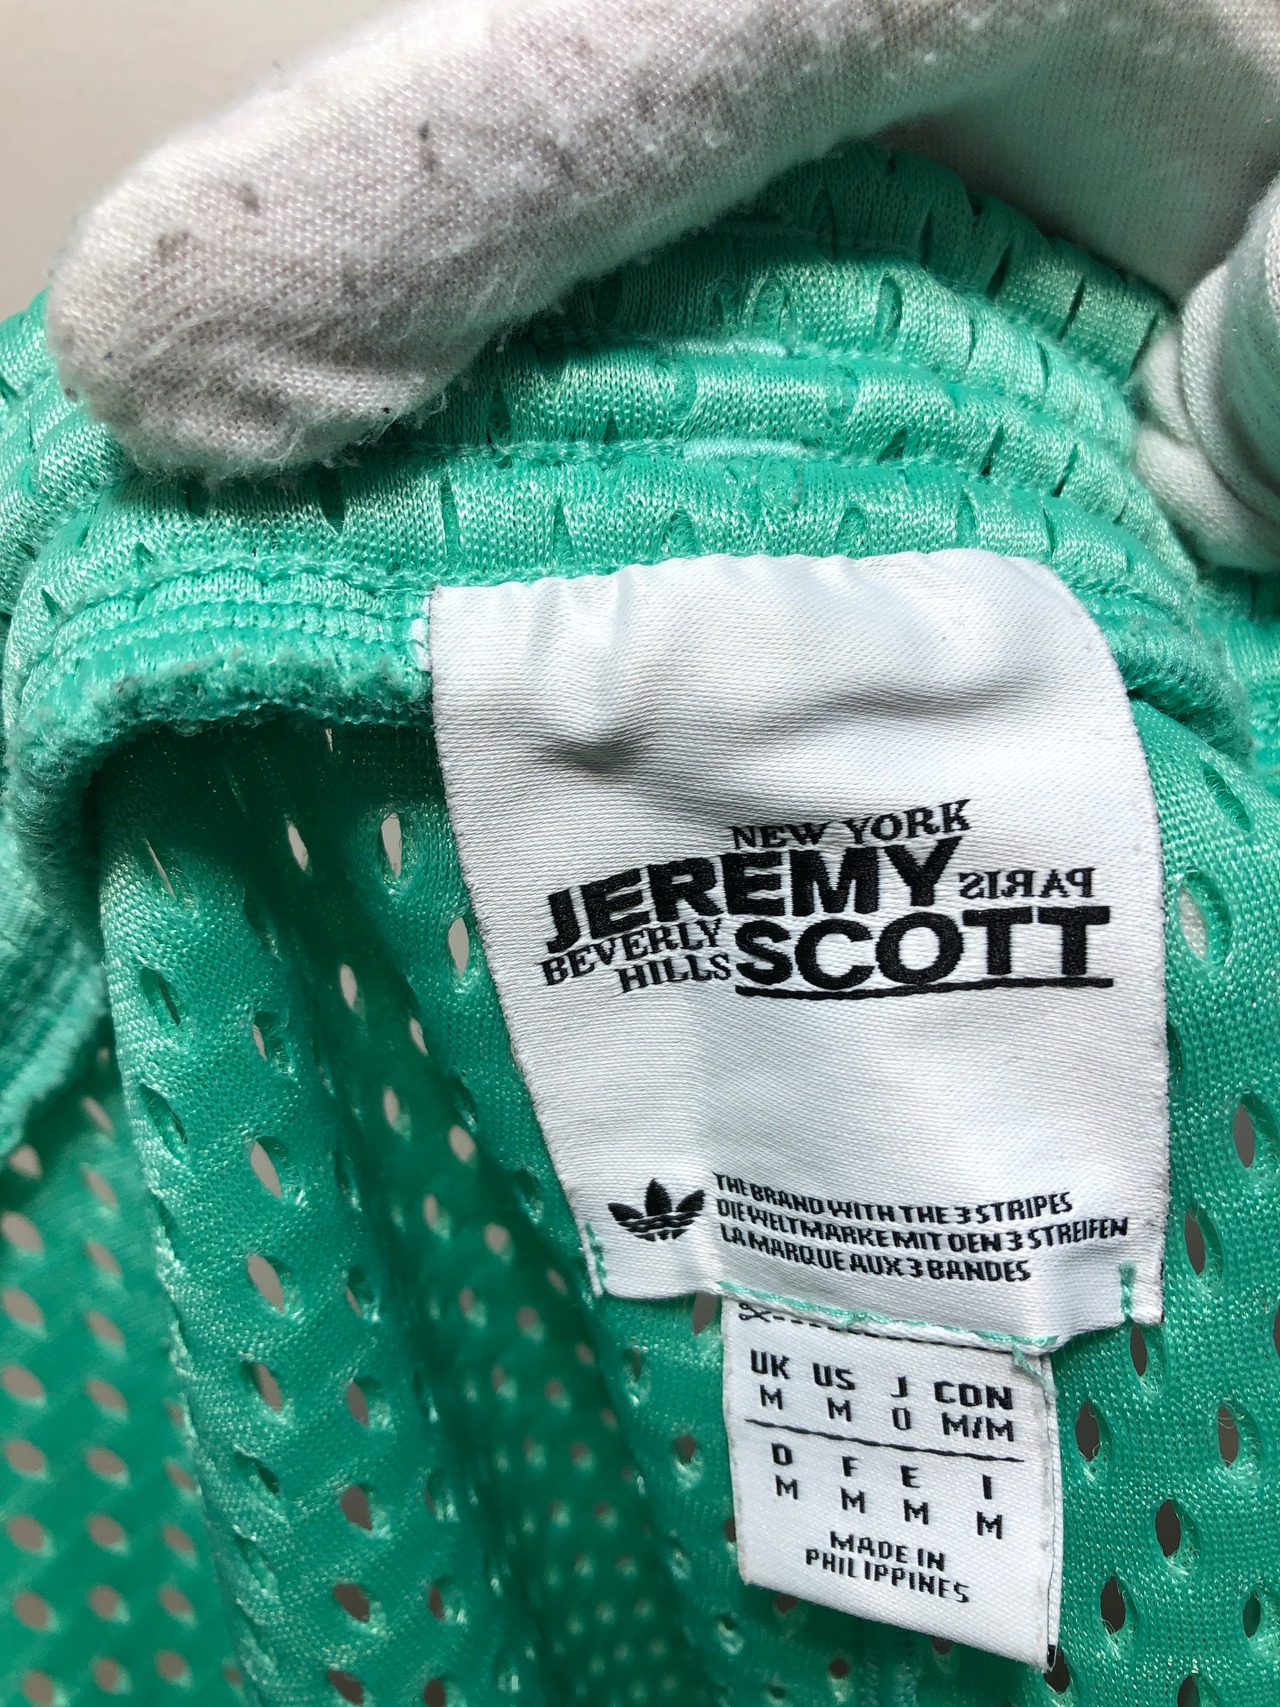 NEW YORK
JEREMY PARIS
BEVERLY HILLS SCOTT
THE BRAND WITH THE 3 STRIPES
DIE WELTMARKE MIT DEN 3 STREIFEN
LA MARQUE AUX 3 BANDES
UK US J CDN
M M O M/M
D F E I
M M M M
MADE IN
PHILIPPINES